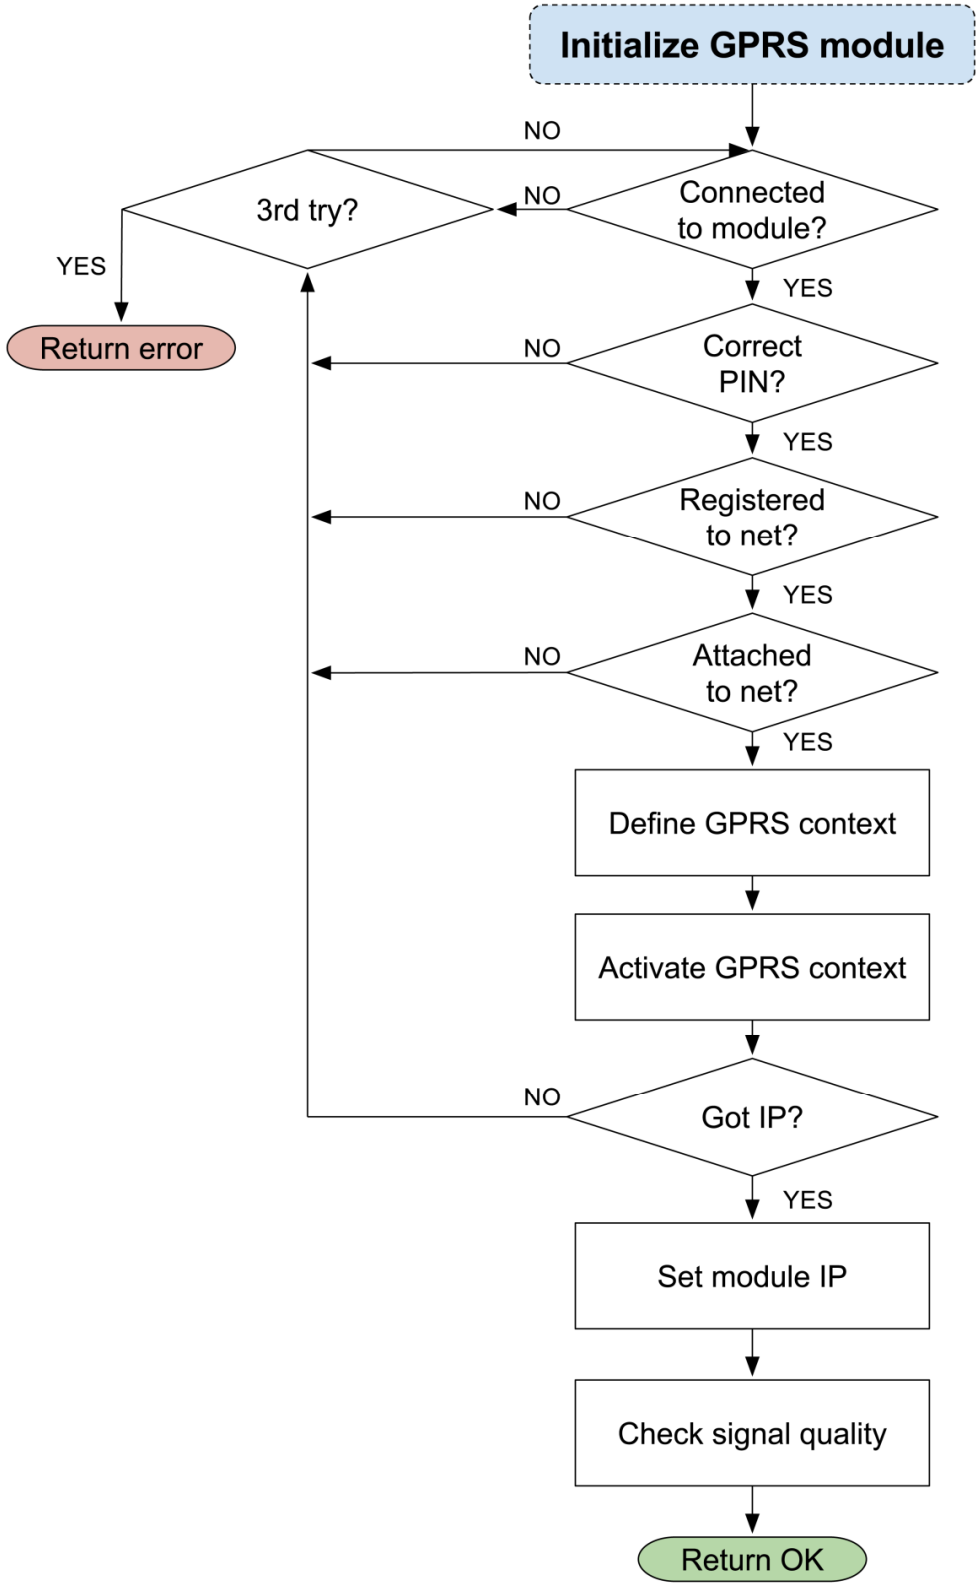 Initialize GPRS module
NO
3rd try?
NO
Connected
to module?
YES
YES
Return error
NO
Correct
PIN?
YES
NO
Registered
to net?
YES
NO
Attached
to net?
YES
Define GPRS context
Activate GPRS context
NO
Got IP?
YES
Set module IP
Check signal quality
Return OK